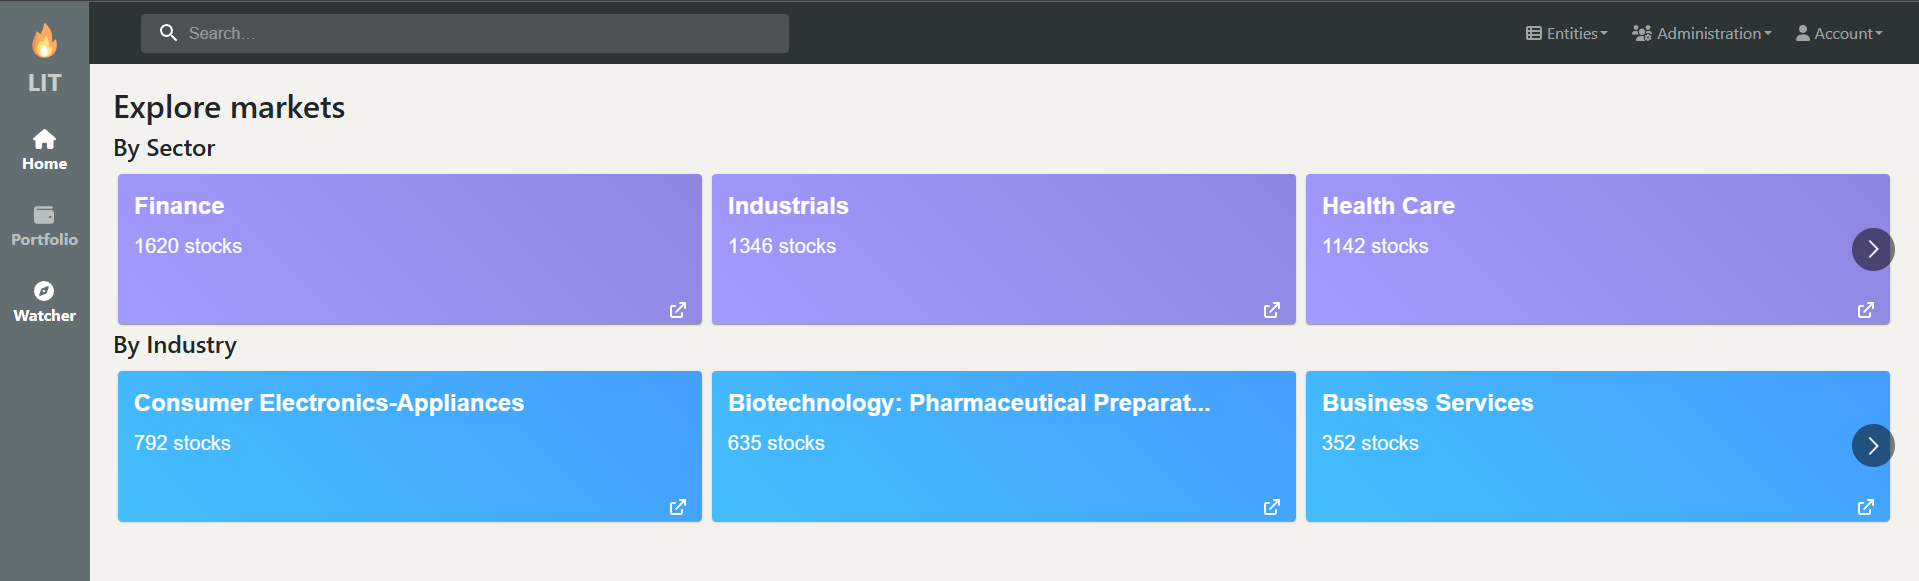 LIT
Search...
Entities
Administration
Account
Home
Portfolio
Watcher
Explore markets
By Sector
Finance
1620 stocks
Industrials
1346 stocks
Health Care
1142 stocks
By Industry
Consumer Electronics-Appliances
792 stocks
Biotechnology: Pharmaceutical Preparat...
635 stocks
Business Services
352 stocks